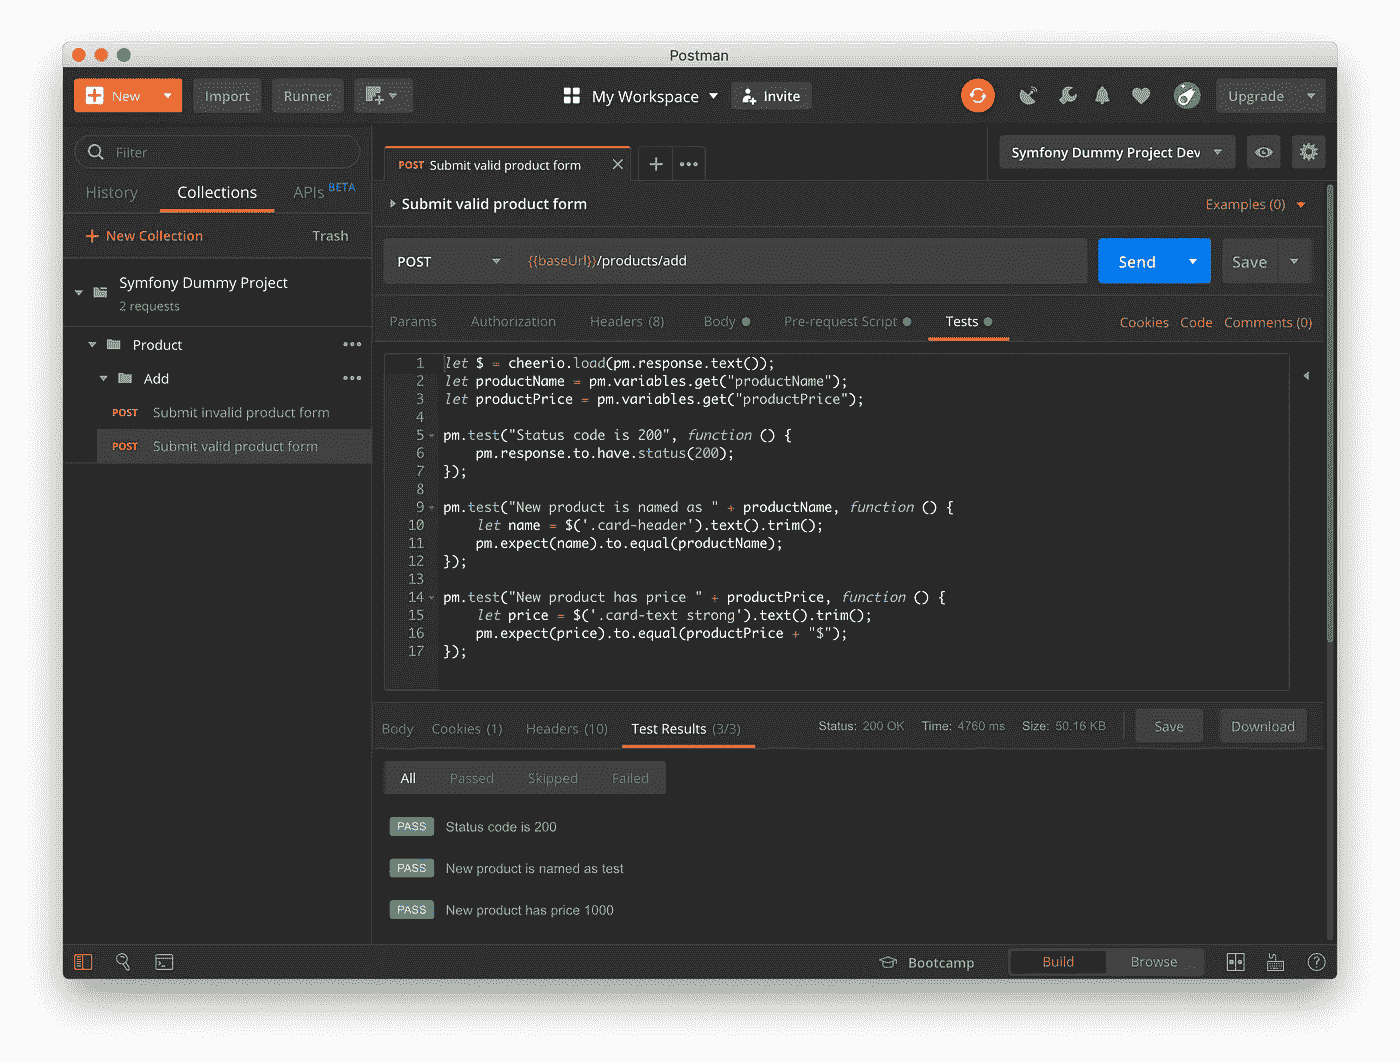 Postman
New
Import
Runner
My Workspace
Invite
Upgrade
Filter
History
Collections
APIs BETA
New Collection
Trash
Symfony Dummy Project
2 requests
Product
Add
POST Submit invalid product form
POST Submit valid product form
POST Submit valid product form
Symfony Dummy Project Dev
Submit valid product form
Examples (0)
POST
{{baseUrl}}/products/add
Send
Save
Params
Authorization
Headers (8)
Body
Pre-request Script
Tests
Cookies
Code
Comments (0)
1 let $ = cheerio.load(pm.response.text());
2 let productName = pm.variables.get("productName");
3 let productPrice = pm.variables.get("productPrice");
4
5 pm.test("Status code is 200", function () {
6     pm.response.to.have.status(200);
7 });
8
9 pm.test("New product is named as " + productName, function () {
10     let name = $('.card-header').text().trim();
11     pm.expect(name).to.equal(productName);
12 });
13
14 pm.test("New product has price " + productPrice, function () {
15     let price = $('.card-text strong').text().trim();
16     pm.expect(price).to.equal(productPrice + "$");
17 });
Body
Cookies (1)
Headers (10)
Test Results (3/3)
Status: 200 OK
Time: 4760 ms
Size: 50.16 KB
Save
Download
All
Passed
Skipped
Failed
PASS Status code is 200
PASS New product is named as test
PASS New product has price 1000
Bootcamp
Build
Browse